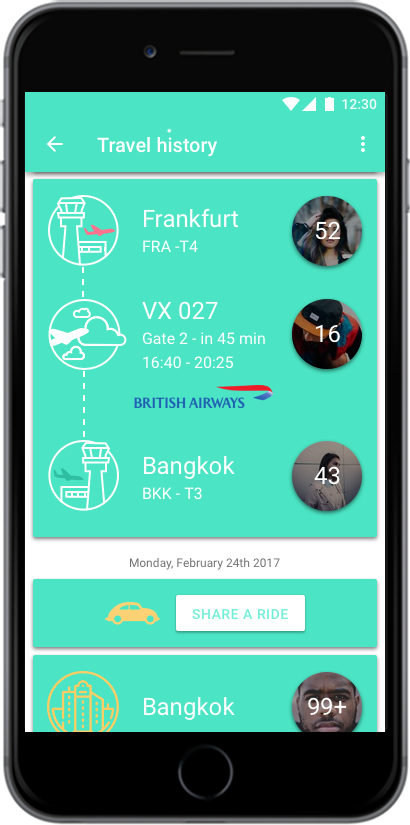 12:30
Travel history
Frankfurt
FRA -T4
52
VX 027
Gate 2 - in 45 min
16:40 - 20:25
16
BRITISH AIRWAYS
Bangkok
BKK - T3
43
Monday, February 24th 2017
SHARE A RIDE
Bangkok
99+